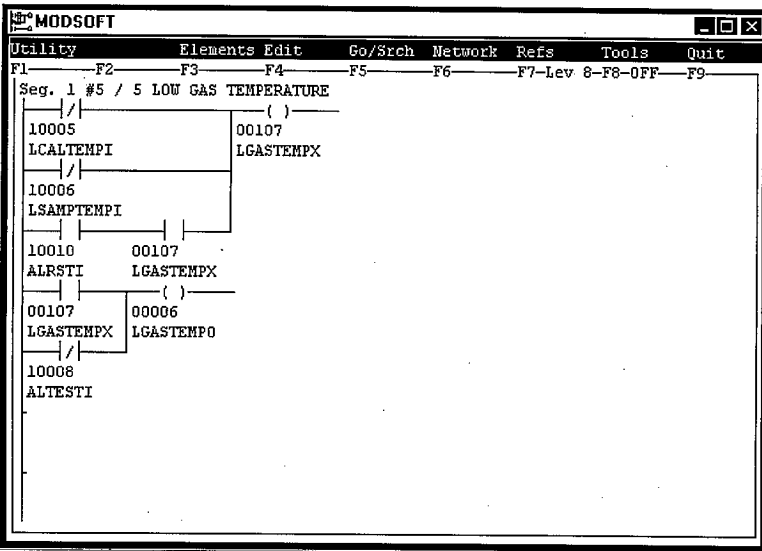 MODSOFT
Utility Elements Edit Go/Srch Network Refs Tools Quit
F1 F2 F3 F4 F5 F6 F7-Lev 8-F8-OFF F9
Seg. 1 #5 / 5 LOW GAS TEMPERATURE
10005 00107
LCALTEMPI LGASTEMPX
10006
LSAMPTEMPI
10010 00107
ALRSTI LGASTEMPX
00107 00006
LGASTEMPX LGASTEMPO
10008
ALTESTI